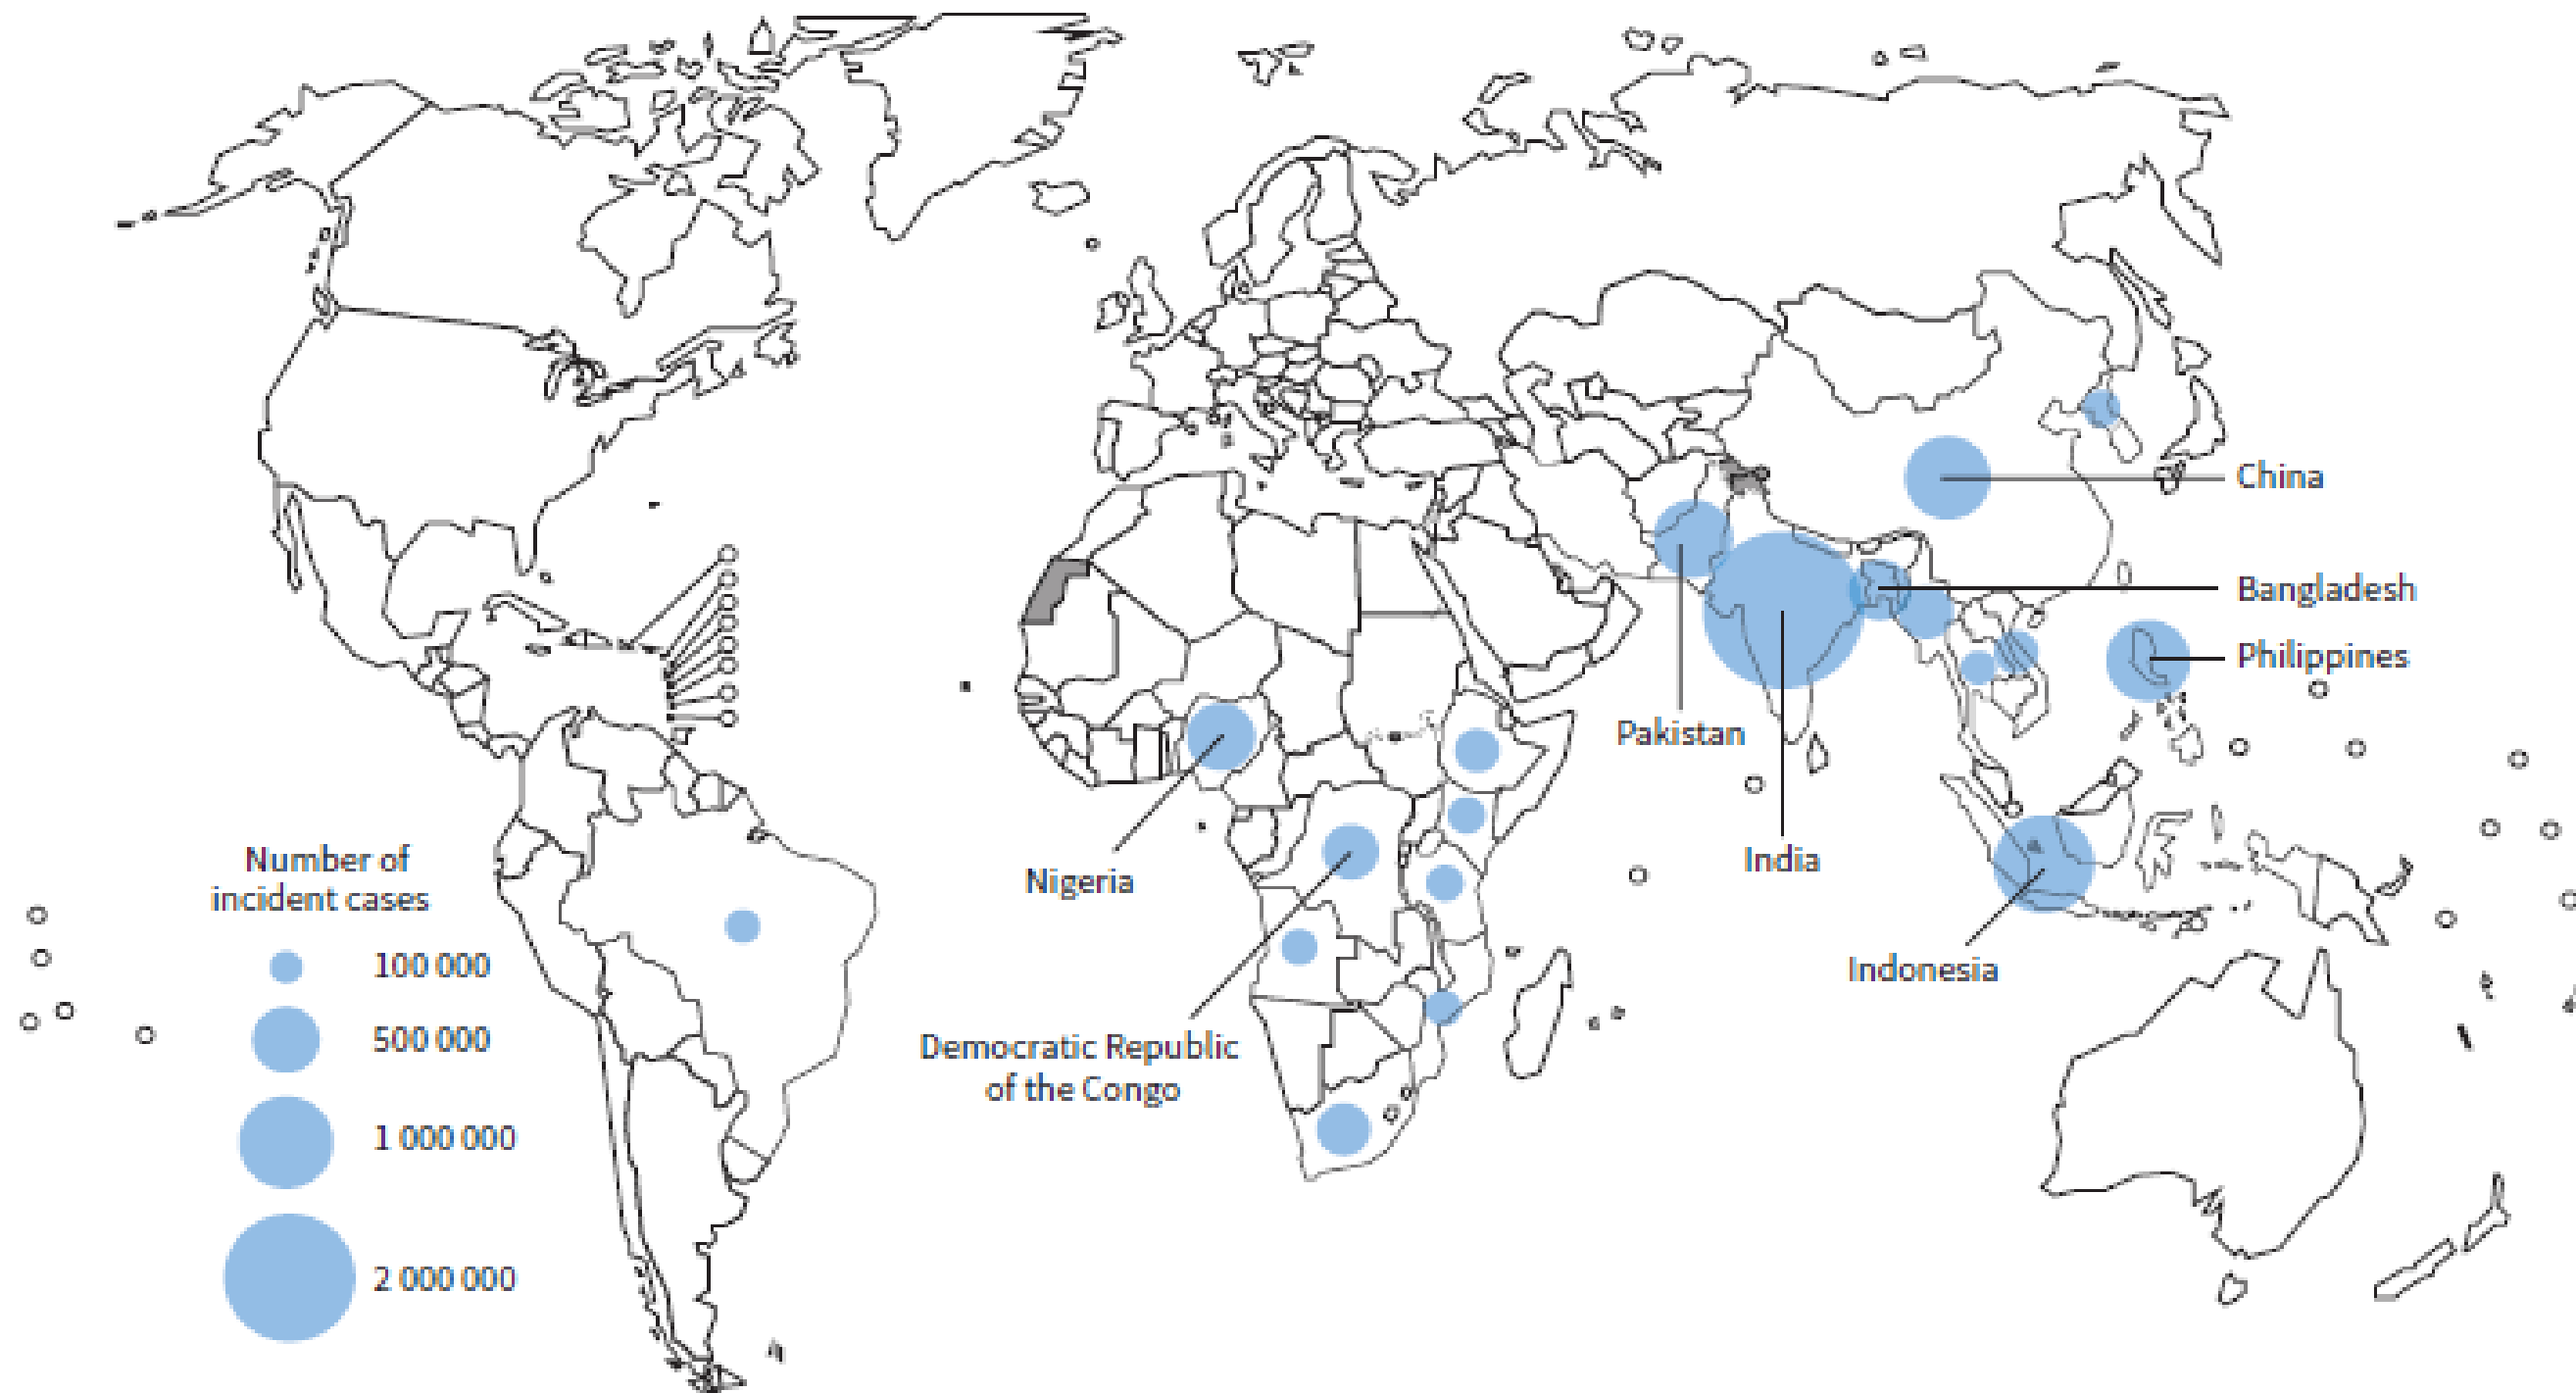 China
Bangladesh
Philippines
Pakistan
India
Nigeria
Indonesia
Democratic Republic
of the Congo
Number of
incident cases
100 000
500 000
1 000 000
2 000 000